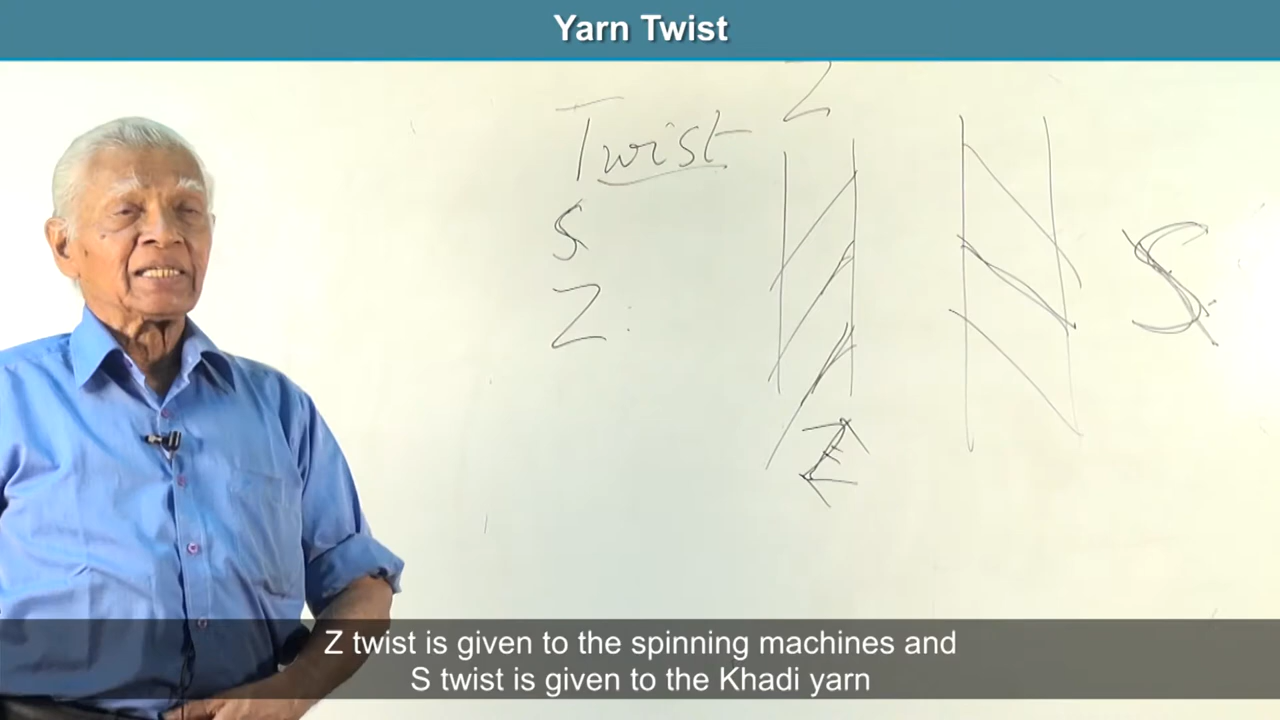 Yarn Twist
Z
Twist
S
Z
S
Z
Z twist is given to the spinning machines and
S twist is given to the Khadi yarn